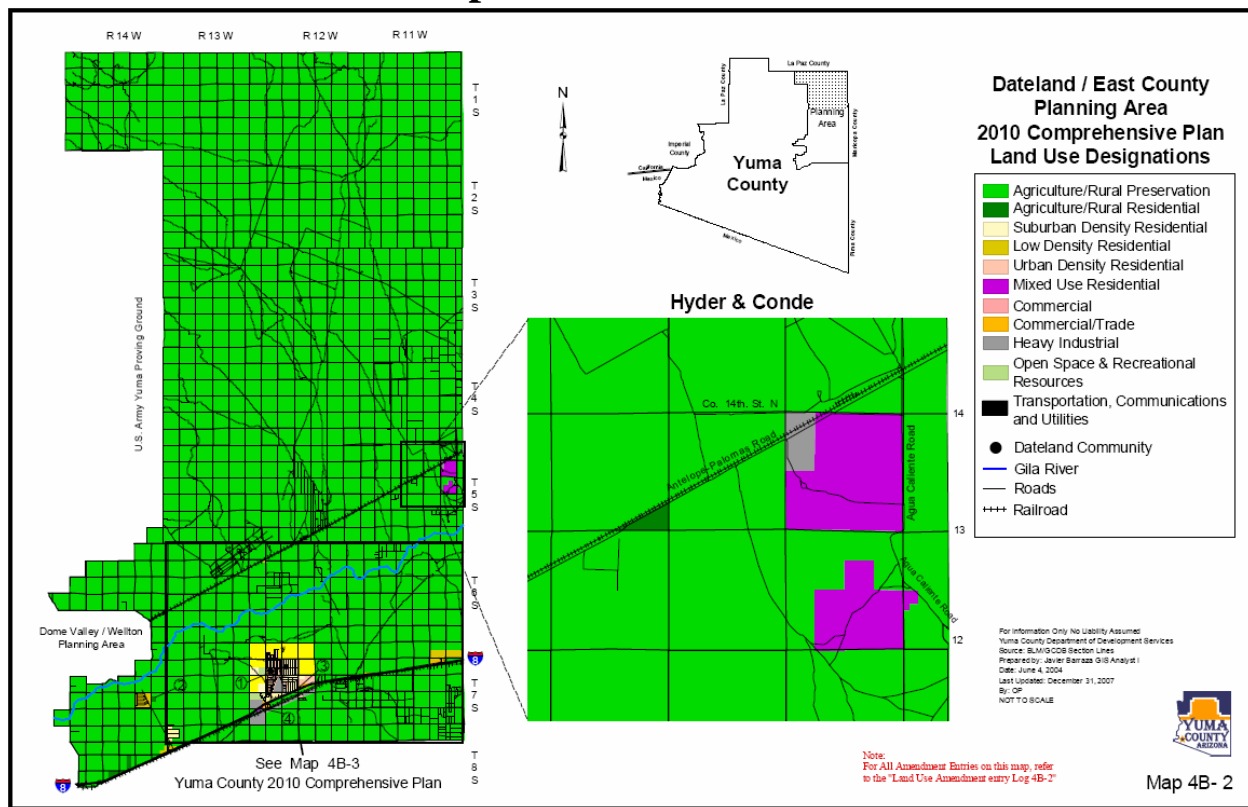 R 14 W
R 13 W
R 12 W
R 11 W
T 1 S
T 2 S
T 3 S
T 4 S
T 5 S
T 6 S
T 7 S
T 8 S
U.S. Army Yuma Proving Ground
Dome Valley / Wellton
Planning Area
1
2
3
4
8
8
See Map 4B-3
Yuma County 2010 Comprehensive Plan
N
La Paz County
La Paz County
Planning
Area
Maricopa County
Imperial
County
California
Mexico
Yuma
County
Mexico
Pima County
Hyder & Conde
Co. 14th. St. N
Antelope-Palomas Road
Agua Caliente Road
Agua Caliente Road
14
13
12
Dateland / East County
Planning Area
2010 Comprehensive Plan
Land Use Designations
Agriculture/Rural Preservation
Agriculture/Rural Residential
Suburban Density Residential
Low Density Residential
Urban Density Residential
Mixed Use Residential
Commercial
Commercial/Trade
Heavy Industrial
Open Space & Recreational
Resources
Transportation, Communications
and Utilities
Dateland Community
Gila River
Roads
Railroad
For Information Only No Liability Assumed
Yuma County Department of Development Services
Source: BLM/GCDB Section Lines
Prepared by: Javier Barraza GIS Analyst I
Date: June 4, 2004
Last Updated: December 31, 2007
By: OP
NOT TO SCALE
Note:
For All Amendment Entries on this map, refer
to the "Land Use Amendment entry Log 4B-2"
YUMA
COUNTY
ARIZONA
Map 4B- 2